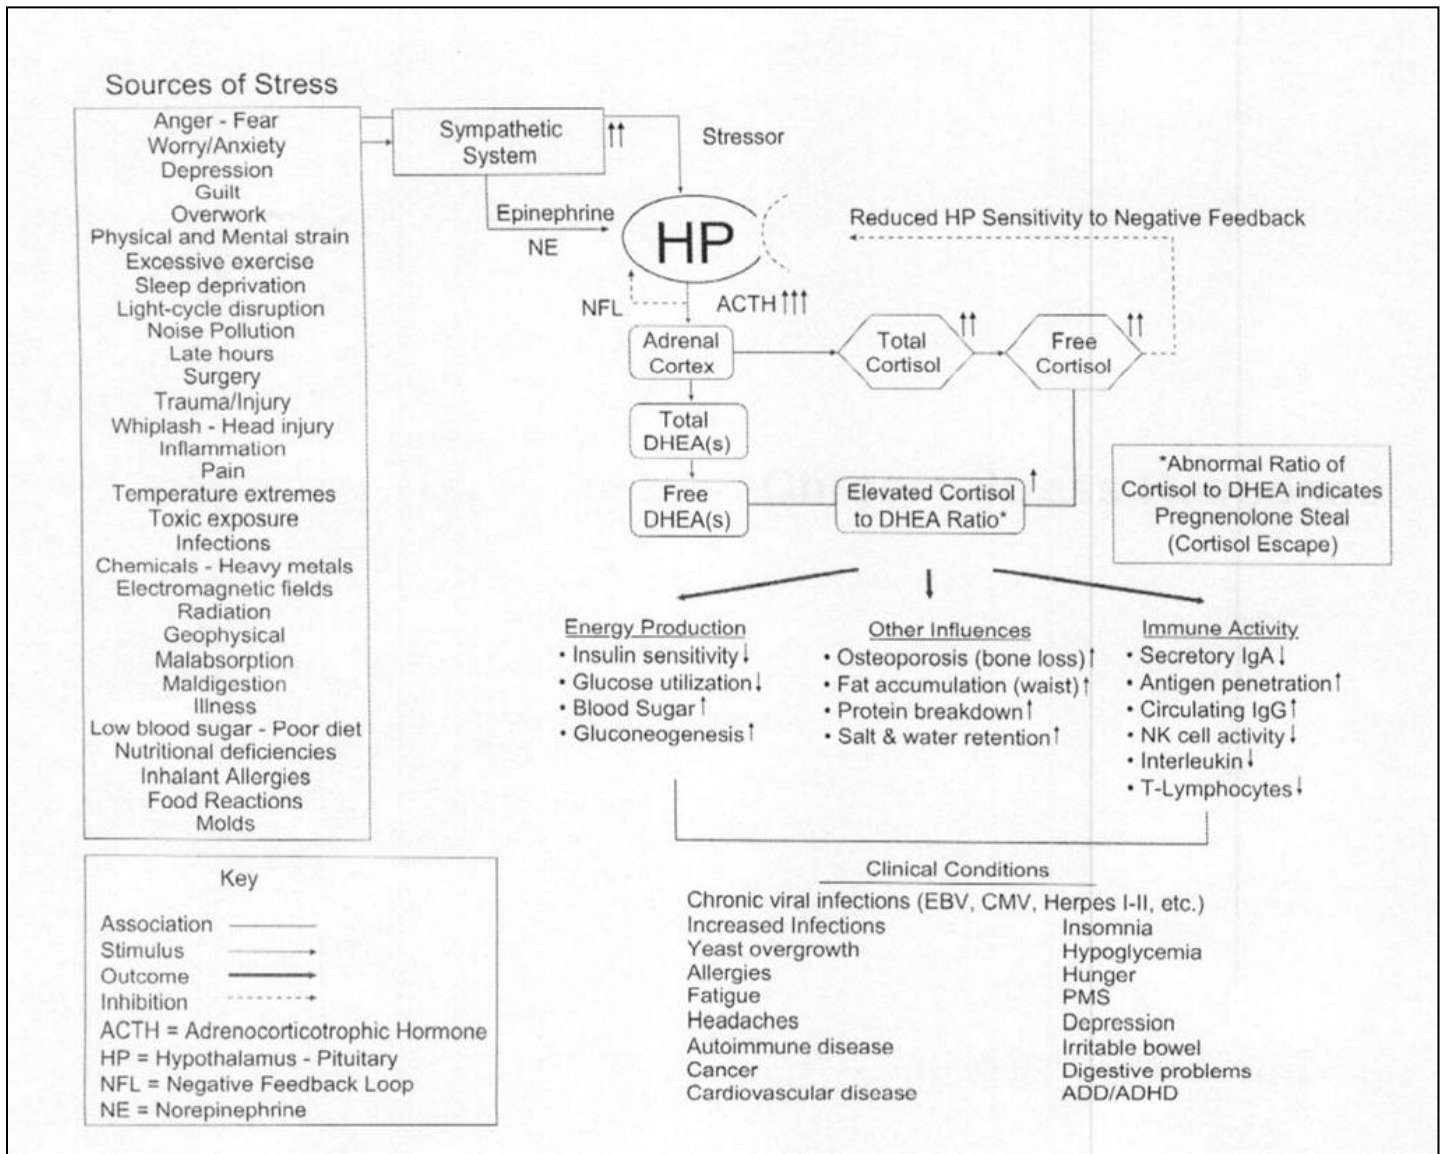 Sources of Stress
Anger - Fear
Worry/Anxiety
Depression
Guilt
Overwork
Physical and Mental strain
Excessive exercise
Sleep deprivation
Light-cycle disruption
Noise Pollution
Late hours
Surgery
Trauma/Injury
Whiplash - Head injury
Inflammation
Pain
Temperature extremes
Toxic exposure
Infections
Chemicals - Heavy metals
Electromagnetic fields
Radiation
Geophysical
Malabsorption
Maldigestion
Illness
Low blood sugar - Poor diet
Nutritional deficiencies
Inhalant Allergies
Food Reactions
Molds
Sympathetic
System
↑↑
Stressor
Epinephrine
NE
HP
Reduced HP Sensitivity to Negative Feedback
NFL
ACTH ↑↑↑
Adrenal
Cortex
Total
Cortisol
↑↑
Free
Cortisol
↑↑
Total
DHEA(s)
Free
DHEA(s)
Elevated Cortisol
to DHEA Ratio*
↑
*Abnormal Ratio of
Cortisol to DHEA indicates
Pregnenolone Steal
(Cortisol Escape)
Energy Production
• Insulin sensitivity↓
• Glucose utilization↓
• Blood Sugar↑
• Gluconeogenesis↑
Other Influences
• Osteoporosis (bone loss)↑
• Fat accumulation (waist)↑
• Protein breakdown↑
• Salt & water retention↑
Immune Activity
• Secretory IgA↓
• Antigen penetration↑
• Circulating IgG↑
• NK cell activity↓
• Interleukin↓
• T-Lymphocytes↓
Clinical Conditions
Chronic viral infections (EBV, CMV, Herpes I-II, etc.)
Increased Infections
Yeast overgrowth
Allergies
Fatigue
Headaches
Autoimmune disease
Cancer
Cardiovascular disease
Insomnia
Hypoglycemia
Hunger
PMS
Depression
Irritable bowel
Digestive problems
ADD/ADHD
Key
Association
Stimulus
Outcome
Inhibition
ACTH = Adrenocorticotrophic Hormone
HP = Hypothalamus - Pituitary
NFL = Negative Feedback Loop
NE = Norepinephrine